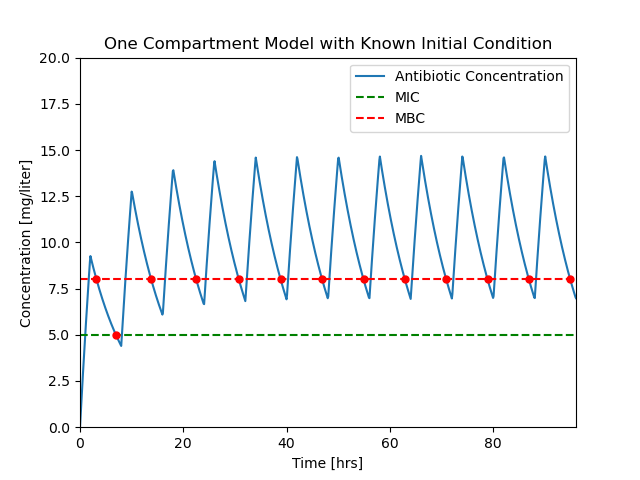 One Compartment Model with Known Initial Condition
Antibiotic Concentration
MIC
MBC
20.0
17.5
15.0
12.5
10.0
7.5
5.0
2.5
0.0
Concentration [mg/liter]
0 20 40 60 80
Time [hrs]